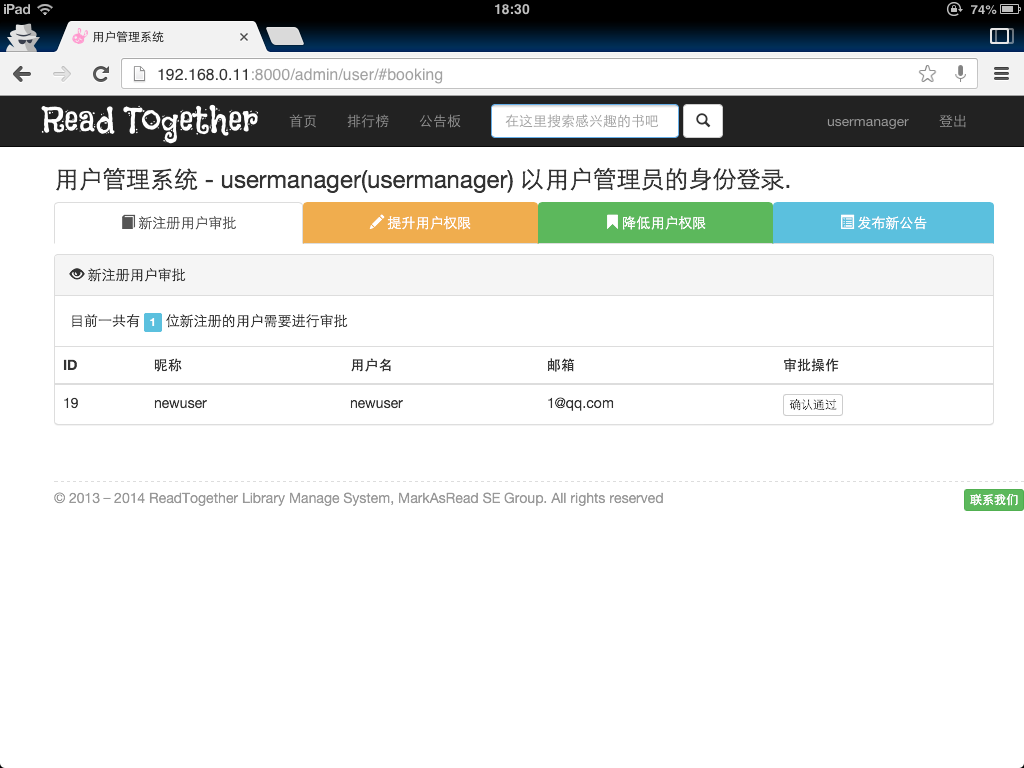 iPad 18:30 74%
用户管理系统
192.168.0.11:8000/admin/user/#booking
Read Together 首页 排行榜 公告板 在这里搜索感兴趣的书吧 usermanager 登出
用户管理系统 - usermanager(usermanager) 以用户管理员的身份登录.
新注册用户审批 提升用户权限 降低用户权限 发布新公告
新注册用户审批
目前一共有 1 位新注册的用户需要进行审批
ID 昵称 用户名 邮箱 审批操作
19 newuser newuser 1@qq.com 确认通过
© 2013 – 2014 ReadTogether Library Manage System, MarkAsRead SE Group. All rights reserved 联系我们